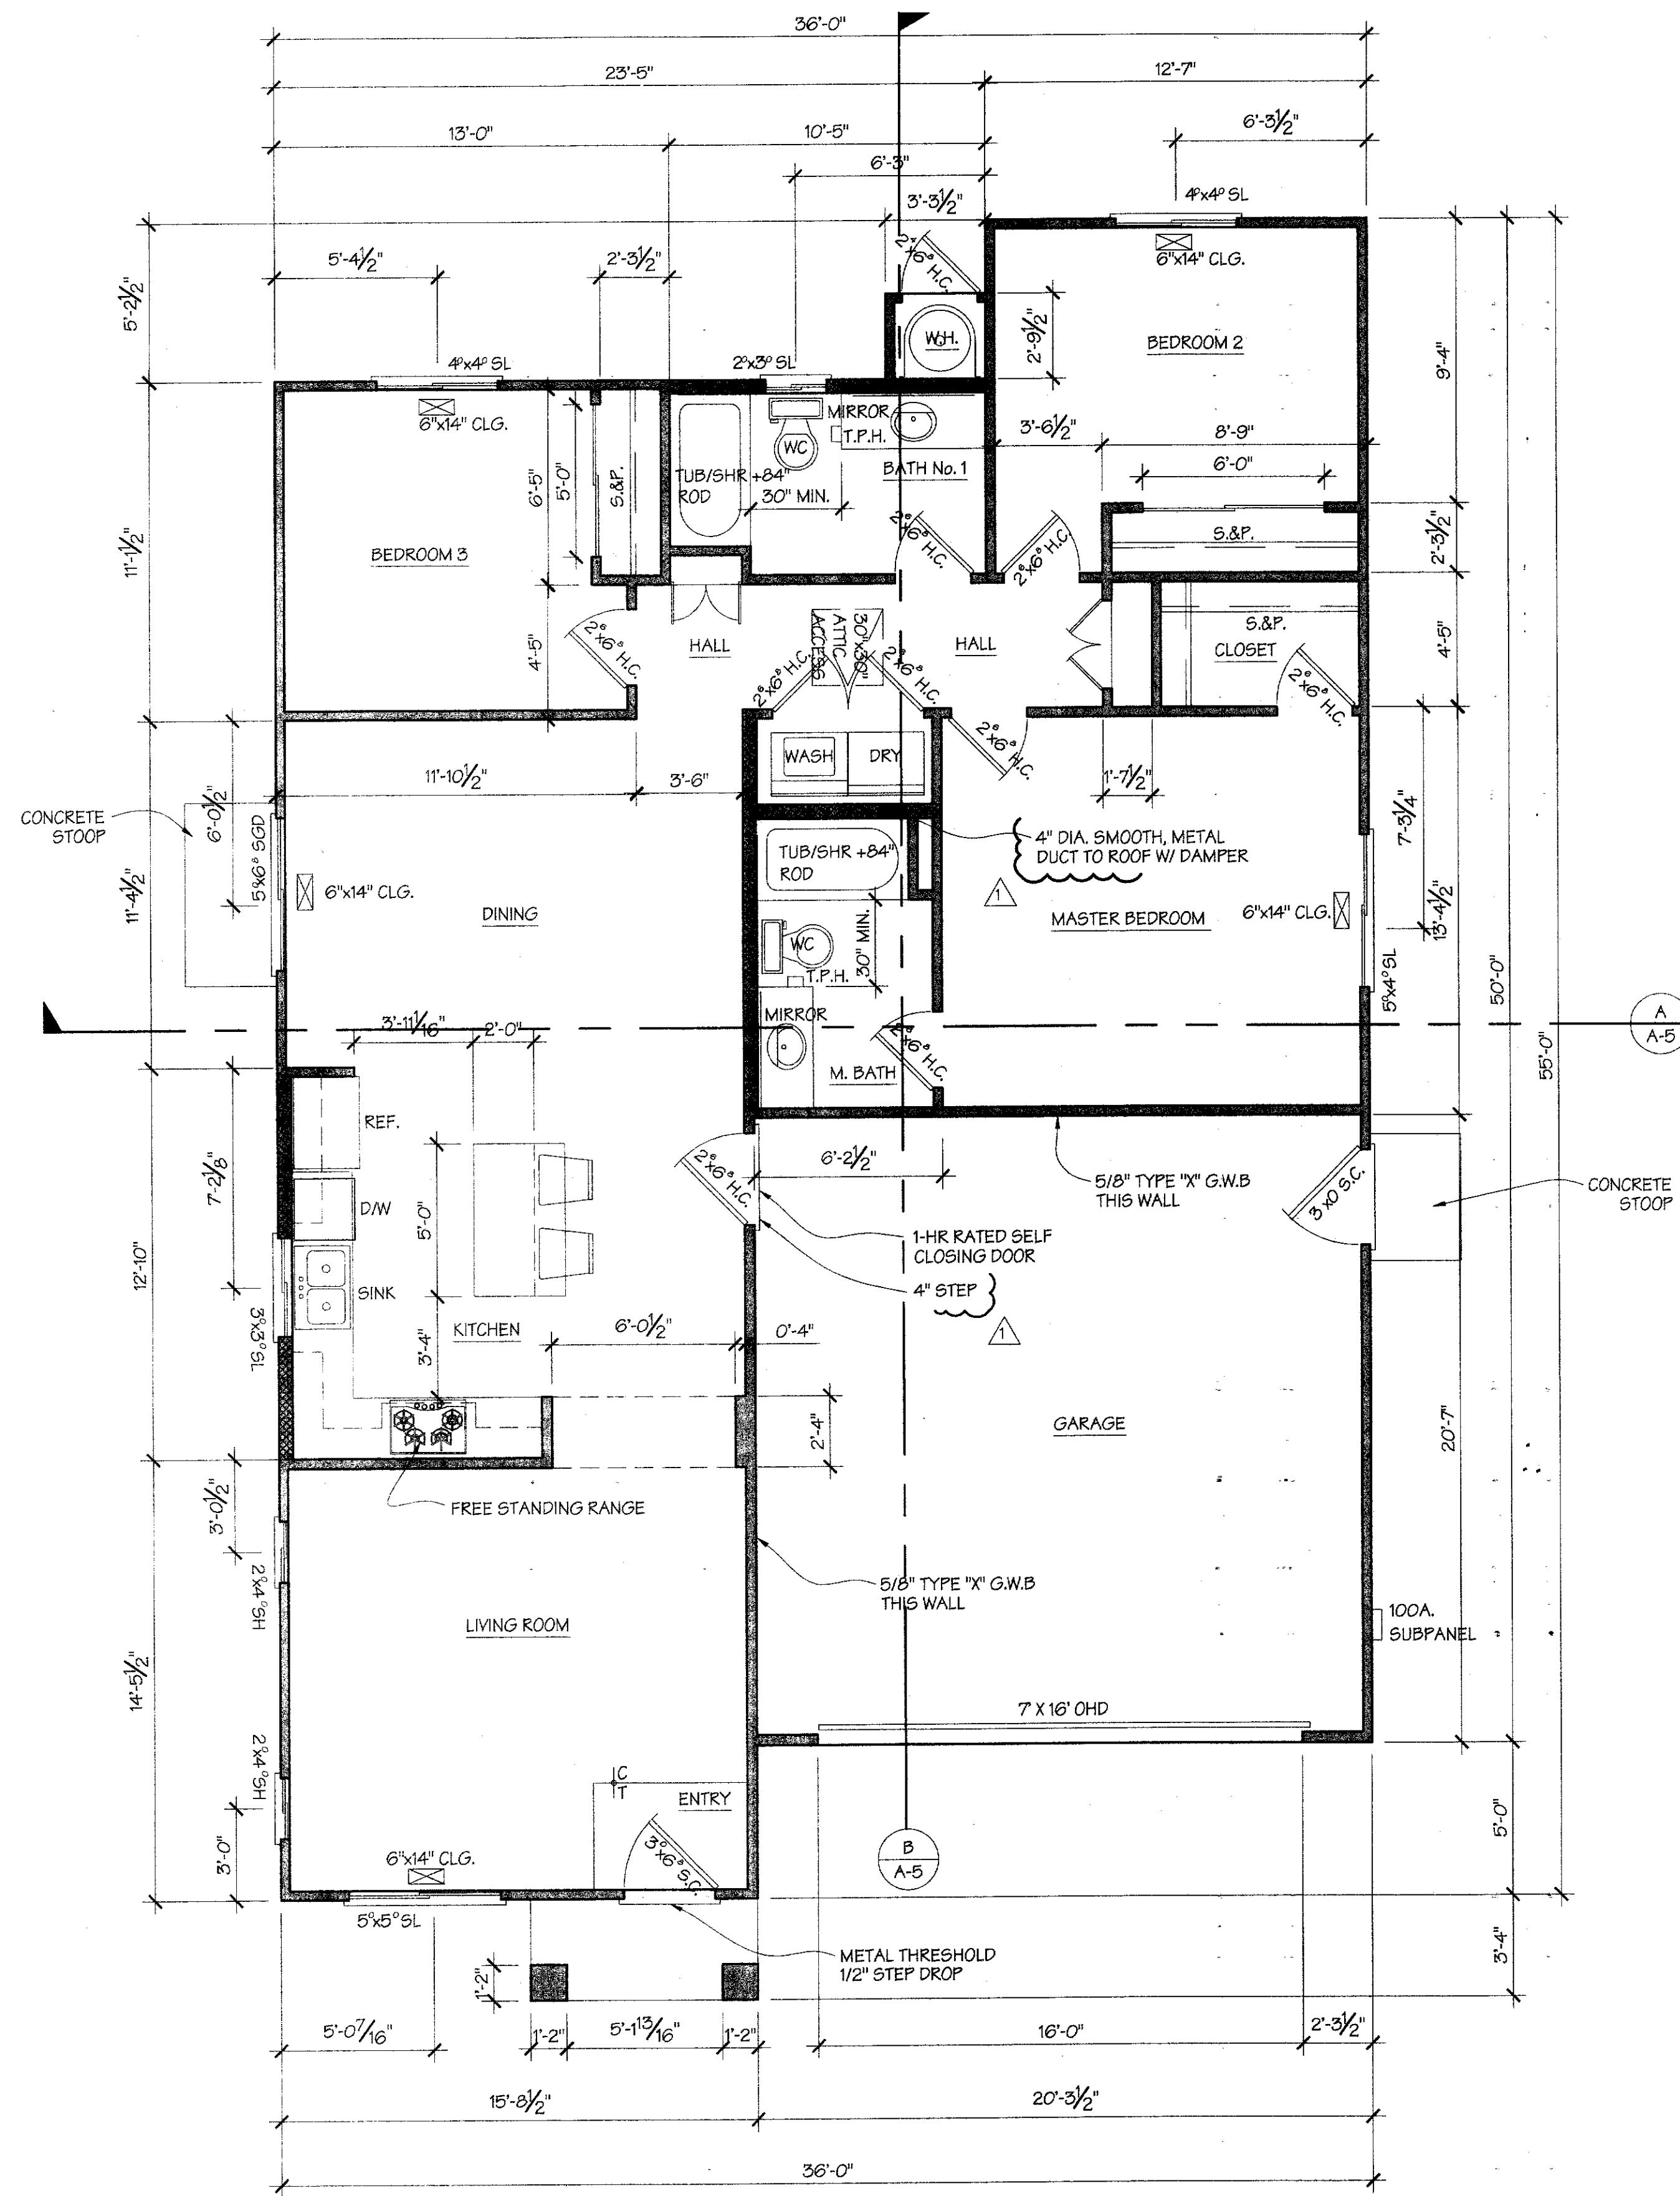 36'-0"
23'-5"
12'-7"
13'-0"
10'-5"
6'-3½"
6'-3"
3'-3½"
4⁰x4⁰ SL
5'-4½"
2'-3½"
2⁴x6⁸ H.C.
6"x14" CLG.
5'-2½"
W.H.
2'-9½"
BEDROOM 2
9'-4"
4⁰x4⁰ SL
2⁰x3⁰ SL
6"x14" CLG.
MIRROR
T.P.H.
WC
3'-6½"
8'-9"
6'-0"
6'-5"
5'-0"
S.&P.
TUB/SHR +84"
ROD
30" MIN.
BATH No. 1
11'-1½"
BEDROOM 3
2⁶x6⁸ H.C.
2⁶x6⁸ H.C.
S.&P.
2'-3½"
4'-5"
2⁶x6⁸ H.C.
HALL
30"x30"
ATTIC
ACCESS
HALL
S.&P.
CLOSET
4'-5"
2⁶x6⁸ H.C.
2⁶x6⁸ H.C.
2⁶x6⁸ H.C.
2⁶x6⁸ H.C.
WASH
DRY
11'-10½"
3'-6"
1'-7½"
CONCRETE
STOOP
6'-0½"
5⁰x6⁸ SGD
7'-3¼"
4" DIA. SMOOTH, METAL
DUCT TO ROOF W/ DAMPER
1
TUB/SHR +84"
ROD
6"x14" CLG.
11'-4½"
DINING
MASTER BEDROOM
6"x14" CLG.
13'-4½"
WC
30" MIN.
T.P.H.
5⁰x4⁰ SL
50'-0"
3'-11 1/16"
2'-0"
MIRROR
2⁶x6⁸ H.C.
A
A-5
M. BATH
55'-0"
REF.
7'-2⅛"
2⁶x6⁸ H.C.
6'-2½"
5/8" TYPE "X" G.W.B
THIS WALL
3⁰x0 S.C.
CONCRETE
STOOP
D/W
5'-0"
1-HR RATED SELF
CLOSING DOOR
12'-10"
SINK
4" STEP
1
3⁰x3⁰ SL
KITCHEN
3'-4"
6'-0½"
0'-4"
2'-4"
GARAGE
20'-7"
3'-0½"
FREE STANDING RANGE
2⁰x4⁰ SH
5/8" TYPE "X" G.W.B
THIS WALL
LIVING ROOM
100A.
SUBPANEL
14'-5½"
7' X 16' OHD
2⁰x4⁰ SH
C
T
ENTRY
3'-0"
6"x14" CLG.
3⁰x6⁸ S.C.
B
A-5
5'-0"
5⁰x5⁰ SL
METAL THRESHOLD
1/2" STEP DROP
3'-4"
1'-2"
5'-0 7/16"
1'-2"
5'-1 13/16"
1'-2"
16'-0"
2'-3½"
15'-8½"
20'-3½"
36'-0"